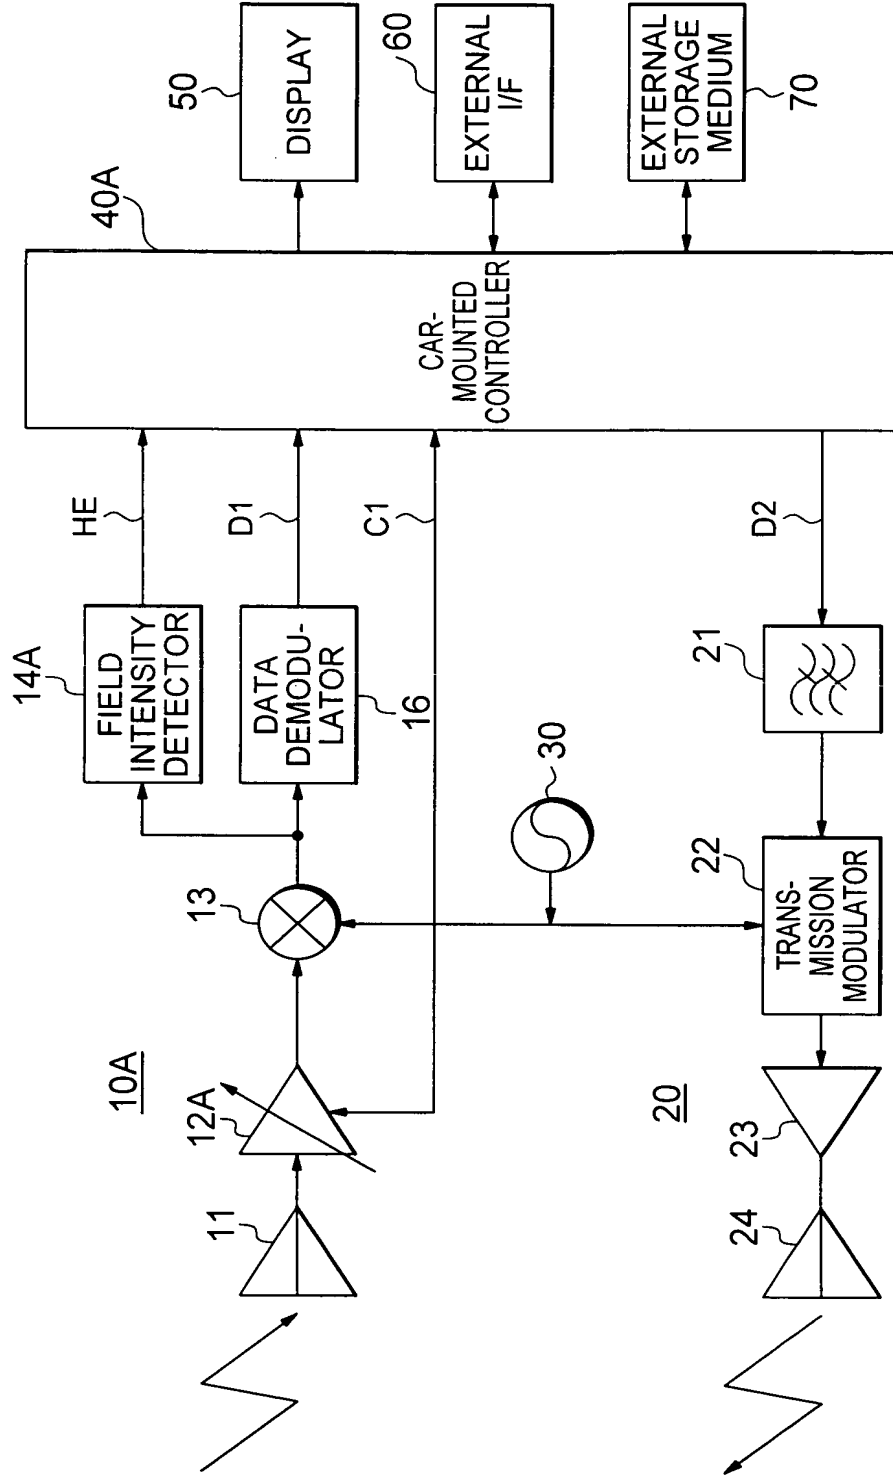 10A
11
12A
13
14A
FIELD
INTENSITY
DETECTOR
HE
DATA
DEMODU-
LATOR
16
D1
C1
40A
CAR-
MOUNTED
CONTROLLER
50
DISPLAY
60
EXTERNAL
I/F
EXTERNAL
STORAGE
MEDIUM
70
30
20
24
23
22
TRANS-
MISSION
MODULATOR
21
D2